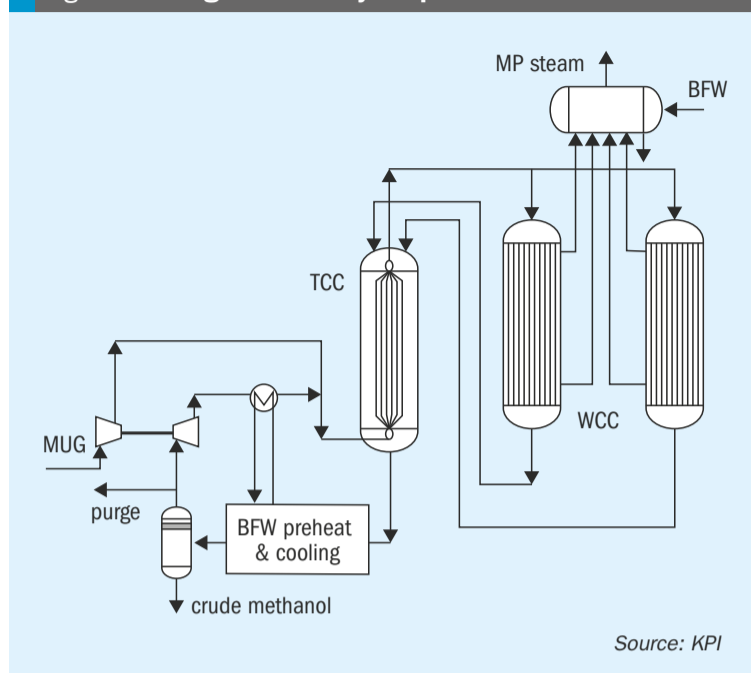 MP steam
BFW
TCC
WCC
MUG
purge
BFW preheat
& cooling
crude methanol
Source: KPI